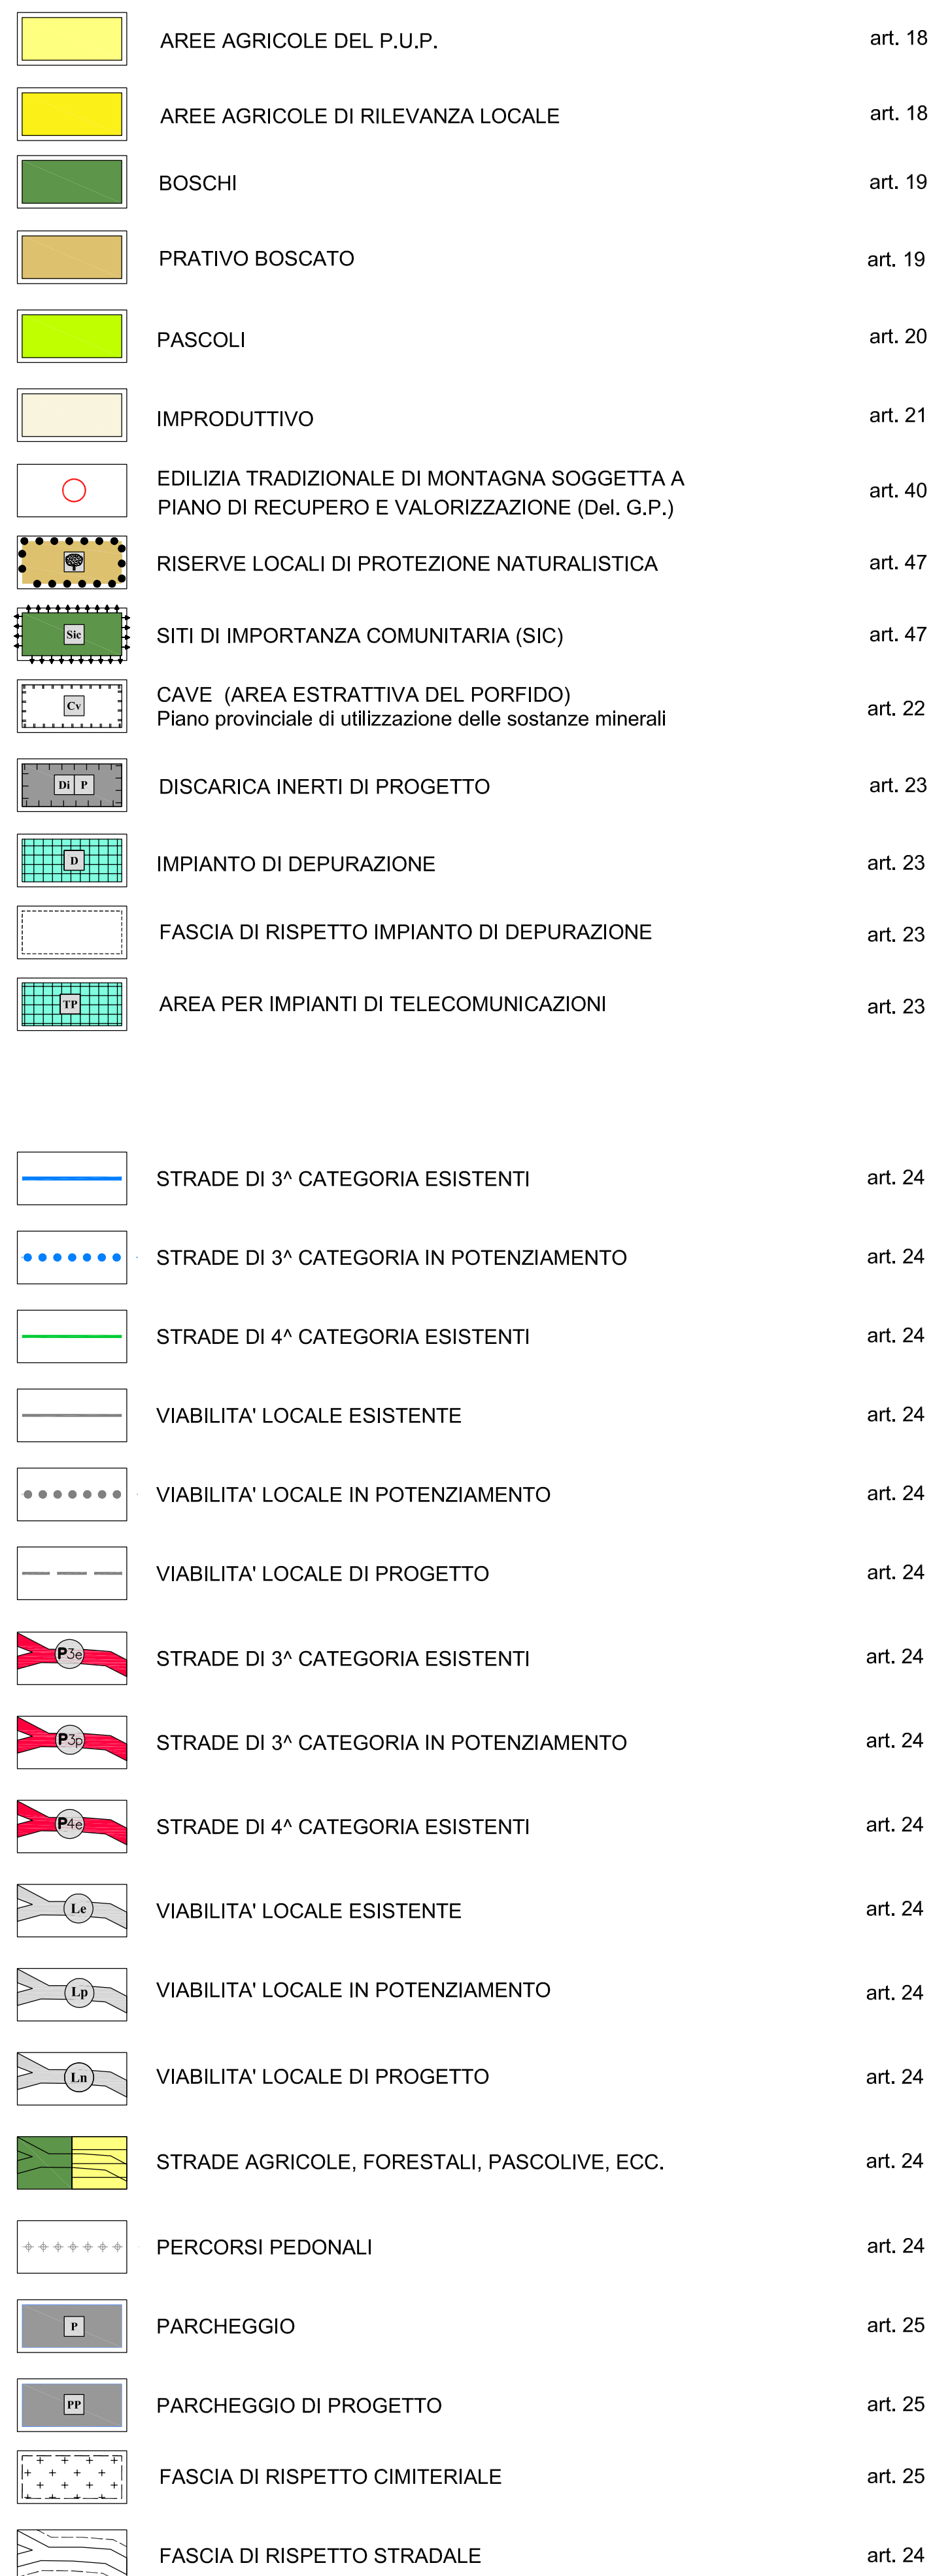 AREE AGRICOLE DEL P.U.P. art. 18
AREE AGRICOLE DI RILEVANZA LOCALE art. 18
BOSCHI art. 19
PRATIVO BOSCATO art. 19
PASCOLI art. 20
IMPRODUTTIVO art. 21
EDILIZIA TRADIZIONALE DI MONTAGNA SOGGETTA A
PIANO DI RECUPERO E VALORIZZAZIONE (Del. G.P.) art. 40
RISERVE LOCALI DI PROTEZIONE NATURALISTICA art. 47
Sic SITI DI IMPORTANZA COMUNITARIA (SIC) art. 47
Cv CAVE (AREA ESTRATTIVA DEL PORFIDO)
Piano provinciale di utilizzazione delle sostanze minerali art. 22
Di P DISCARICA INERTI DI PROGETTO art. 23
D IMPIANTO DI DEPURAZIONE art. 23
FASCIA DI RISPETTO IMPIANTO DI DEPURAZIONE art. 23
TP AREA PER IMPIANTI DI TELECOMUNICAZIONI art. 23
STRADE DI 3^ CATEGORIA ESISTENTI art. 24
STRADE DI 3^ CATEGORIA IN POTENZIAMENTO art. 24
STRADE DI 4^ CATEGORIA ESISTENTI art. 24
VIABILITA' LOCALE ESISTENTE art. 24
VIABILITA' LOCALE IN POTENZIAMENTO art. 24
VIABILITA' LOCALE DI PROGETTO art. 24
P3e STRADE DI 3^ CATEGORIA ESISTENTI art. 24
P3p STRADE DI 3^ CATEGORIA IN POTENZIAMENTO art. 24
P4e STRADE DI 4^ CATEGORIA ESISTENTI art. 24
Le VIABILITA' LOCALE ESISTENTE art. 24
Lp VIABILITA' LOCALE IN POTENZIAMENTO art. 24
Ln VIABILITA' LOCALE DI PROGETTO art. 24
STRADE AGRICOLE, FORESTALI, PASCOLIVE, ECC. art. 24
PERCORSI PEDONALI art. 24
P PARCHEGGIO art. 25
PP PARCHEGGIO DI PROGETTO art. 25
FASCIA DI RISPETTO CIMITERIALE art. 25
FASCIA DI RISPETTO STRADALE art. 24